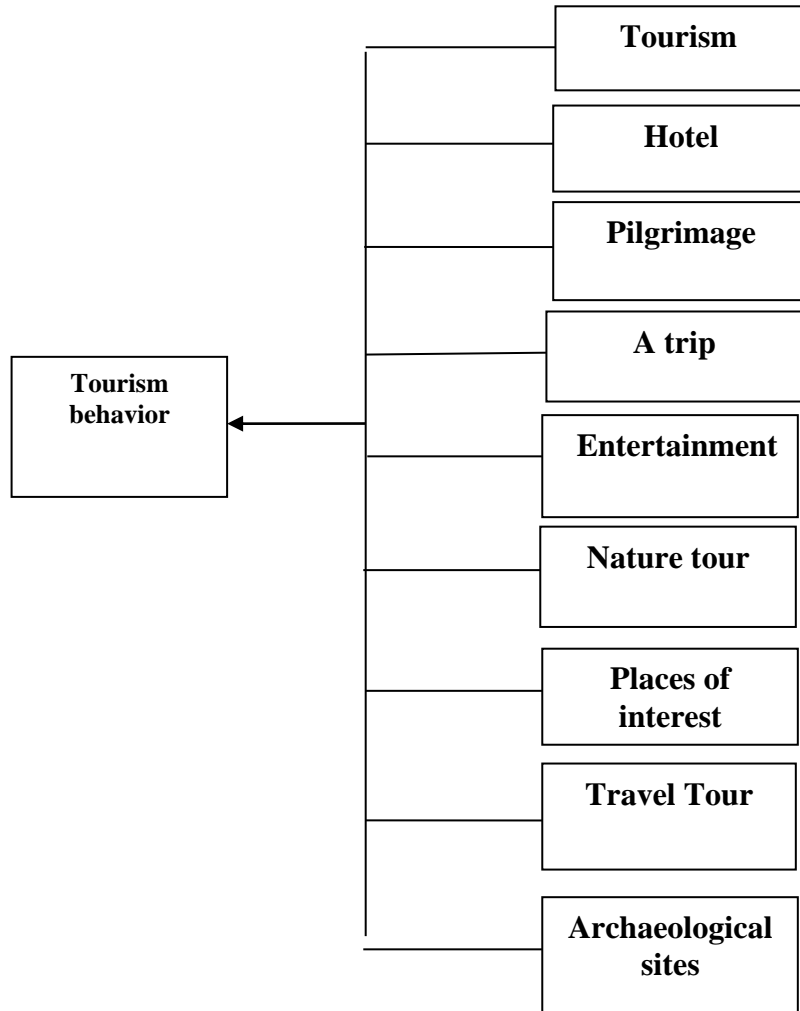 Tourism
Hotel
Pilgrimage
A trip
Tourism
behavior
Entertainment
Nature tour
Places of
interest
Travel Tour
Archaeological
sites